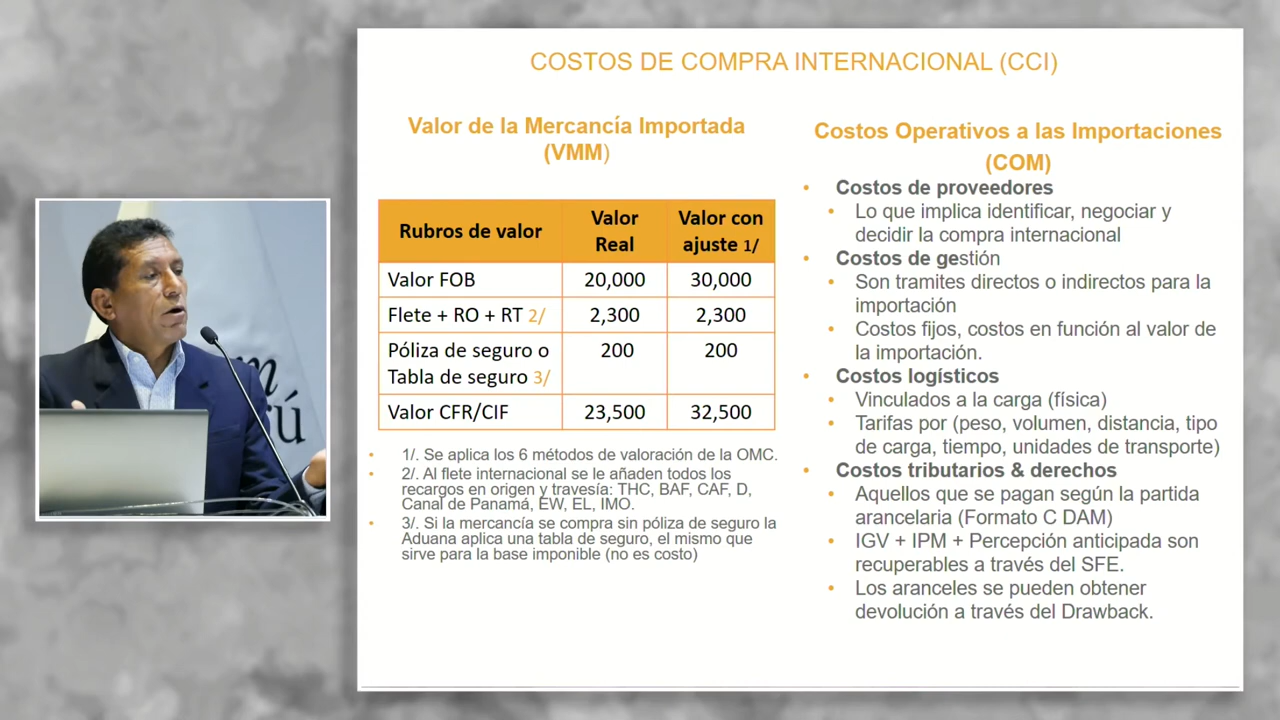 COSTOS DE COMPRA INTERNACIONAL (CCI)
Valor de la Mercancía Importada
(VMM)
Rubros de valor
Valor
Real
Valor con
ajuste 1/
Valor FOB
20,000
30,000
Flete + RO + RT 2/
2,300
2,300
Póliza de seguro o
Tabla de seguro 3/
200
200
Valor CFR/CIF
23,500
32,500
• 1/. Se aplica los 6 métodos de valoración de la OMC.
• 2/. Al flete internacional se le añaden todos los
recargos en origen y travesía: THC, BAF, CAF, D,
Canal de Panamá, EW, EL, IMO.
• 3/. Si la mercancía se compra sin póliza de seguro la
Aduana aplica una tabla de seguro, el mismo que
sirve para la base imponible (no es costo)
Costos Operativos a las Importaciones
(COM)
• Costos de proveedores
• Lo que implica identificar, negociar y
decidir la compra internacional
• Costos de gestión
• Son tramites directos o indirectos para la
importación
• Costos fijos, costos en función al valor de
la importación.
• Costos logísticos
• Vinculados a la carga (física)
• Tarifas por (peso, volumen, distancia, tipo
de carga, tiempo, unidades de transporte)
• Costos tributarios & derechos
• Aquellos que se pagan según la partida
arancelaria (Formato C DAM)
• IGV + IPM + Percepción anticipada son
recuperables a través del SFE.
• Los aranceles se pueden obtener
devolución a través del Drawback.